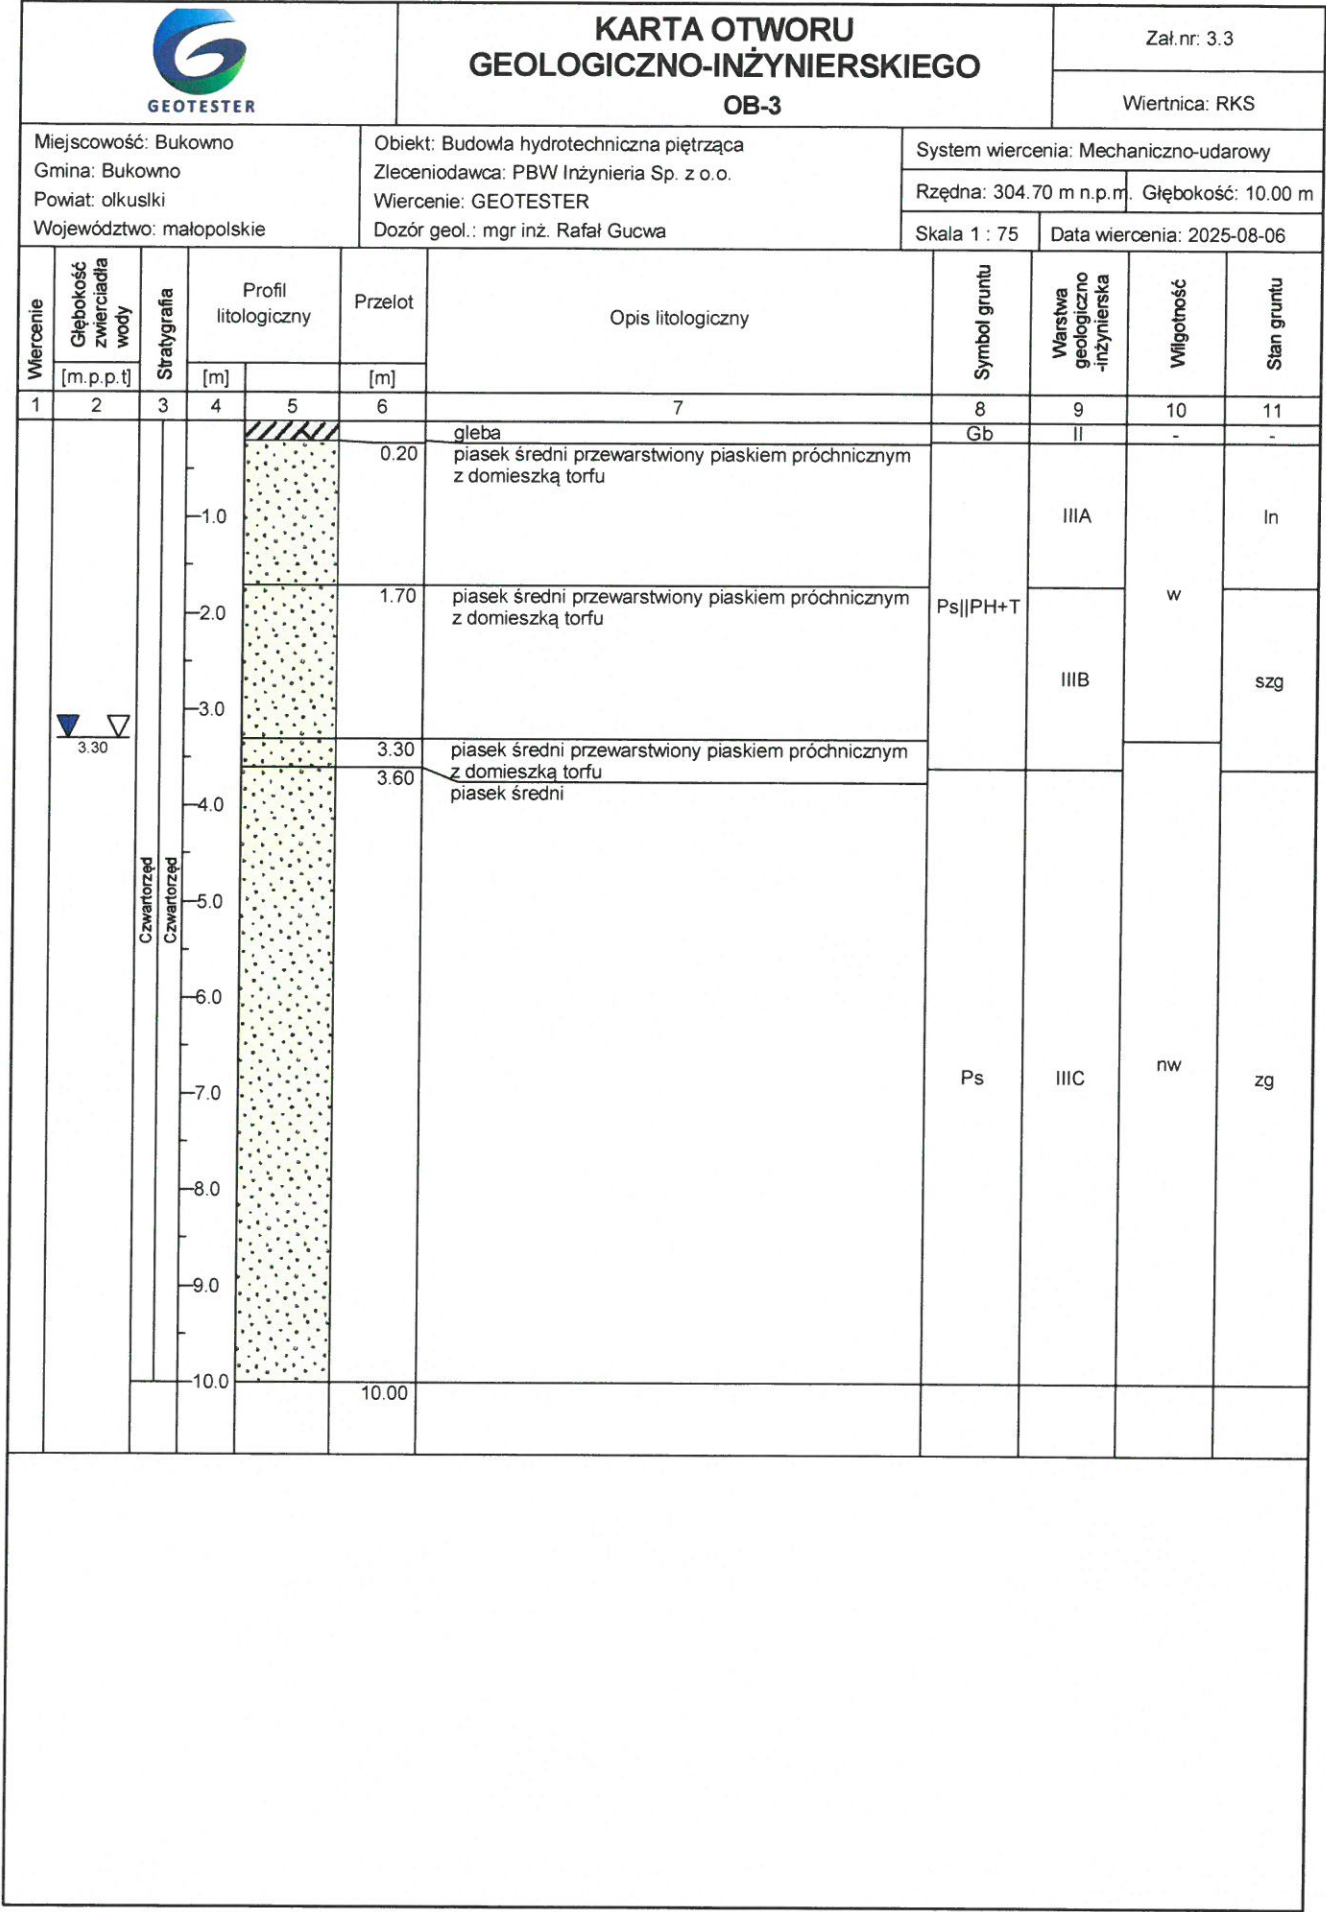 GEOTESTER
KARTA OTWORU
GEOLOGICZNO-INŻYNIERSKIEGO
OB-3
Zał.nr: 3.3
Wiertnica: RKS
Miejscowość: Bukowno
Gmina: Bukowno
Powiat: olkuslki
Województwo: małopolskie
Obiekt: Budowla hydrotechniczna piętrząca
Zleceniodawca: PBW Inżynieria Sp. z o.o.
Wiercenie: GEOTESTER
Dozór geol.: mgr inż. Rafał Gucwa
System wiercenia: Mechaniczno-udarowy
Rzędna: 304.70 m n.p.m. Głębokość: 10.00 m
Skala 1 : 75 Data wiercenia: 2025-08-06
Wiercenie
Głębokość
zwierciadła
wody
[m.p.p.t]
Stratygrafia
Profil
litologiczny
[m]
Przelot
[m]
Opis litologiczny
Symbol gruntu
Warstwa
geologiczno
-inżynierska
Wilgotność
Stan gruntu
1 2 3 4 5 6 7 8 9 10 11
gleba Gb II - -
0.20 piasek średni przewarstwiony piaskiem próchnicznym
z domieszką torfu
1.0 IIIA ln
1.70 piasek średni przewarstwiony piaskiem próchnicznym
z domieszką torfu
2.0 Ps||PH+T w
IIIB szg
3.0
3.30
3.30 piasek średni przewarstwiony piaskiem próchnicznym
z domieszką torfu
3.60 piasek średni
4.0
Czwartorzęd
Czwartorzęd
5.0
6.0
7.0 Ps IIIC nw zg
8.0
9.0
10.0
10.00